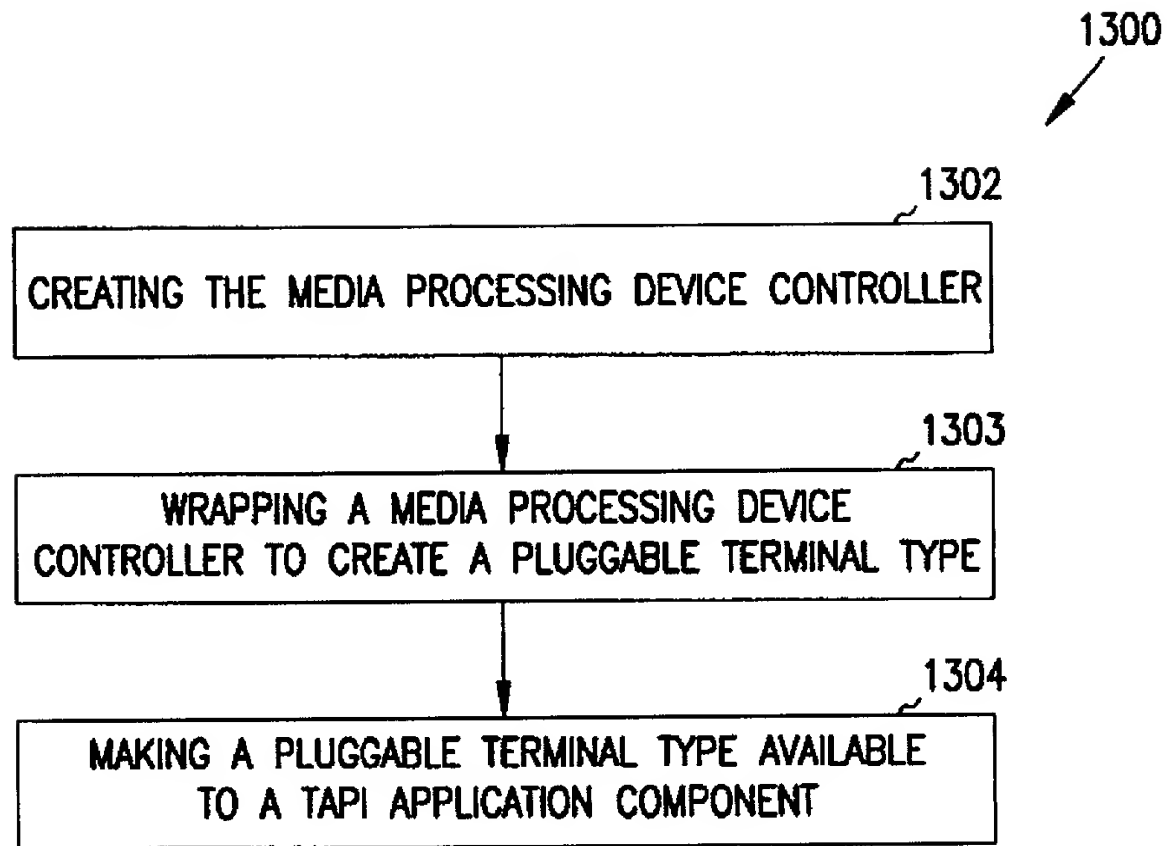 1300
1302
CREATING THE MEDIA PROCESSING DEVICE CONTROLLER
1303
WRAPPING A MEDIA PROCESSING DEVICE
CONTROLLER TO CREATE A PLUGGABLE TERMINAL TYPE
1304
MAKING A PLUGGABLE TERMINAL TYPE AVAILABLE
TO A TAPI APPLICATION COMPONENT